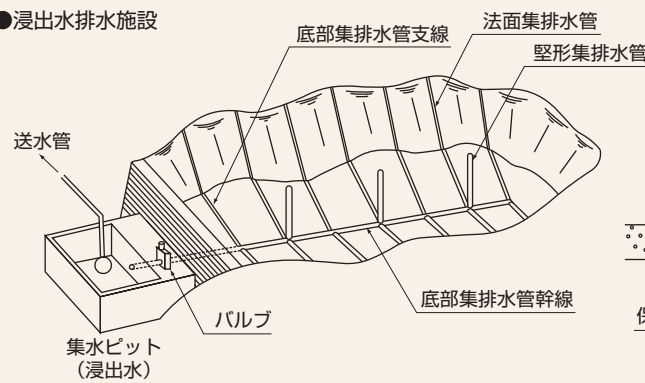 ●浸出水排水施設
底部集排水管支線
法面集排水管
堅形集排水管
送水管
底部集排水管幹線
バルブ
集水ピット
（浸出水）